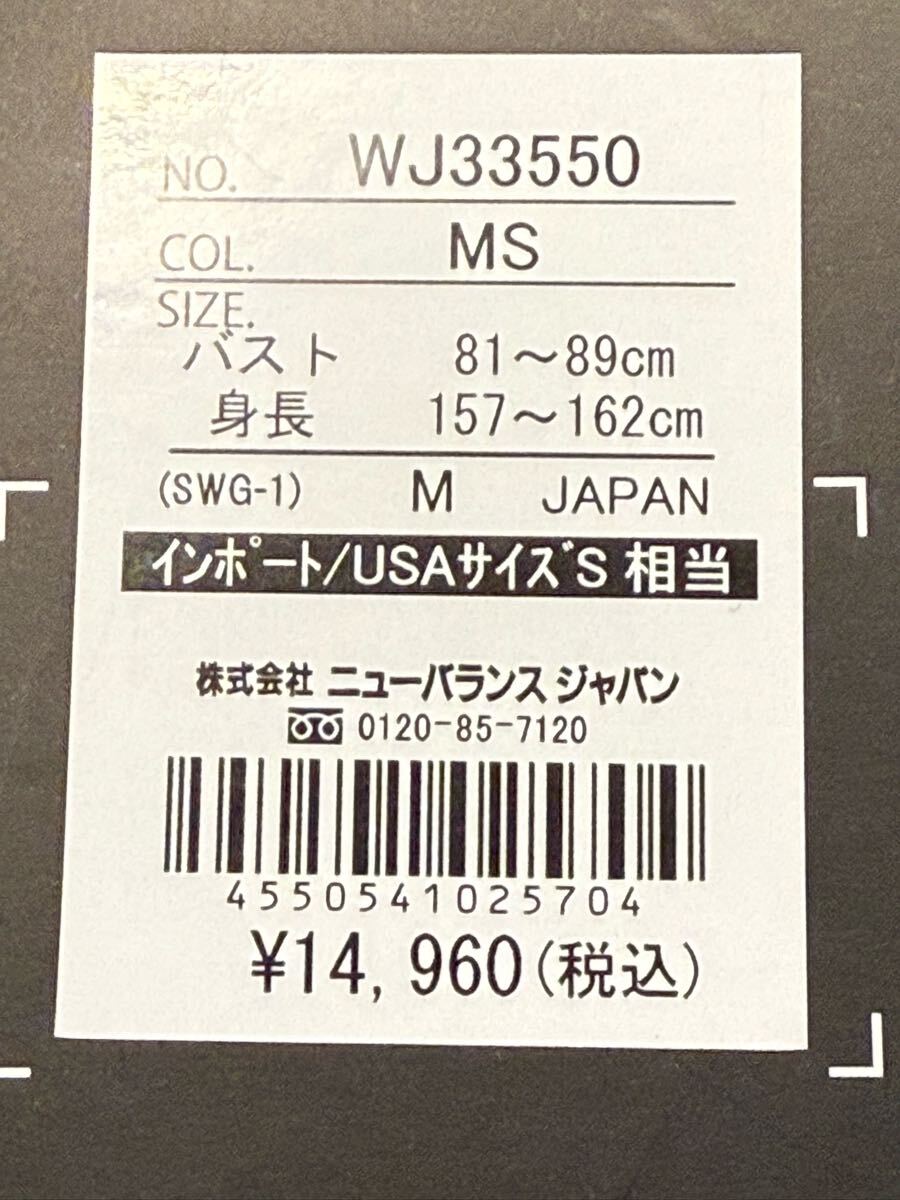 NO. WJ33550
COL. MS
SIZE.
バスト 81～89cm
身長 157～162cm
(SWG-1) M JAPAN
インポート/USAサイズS 相当
株式会社 ニューバランス ジャパン
0120-85-7120
4550541025704
¥14,960(税込)